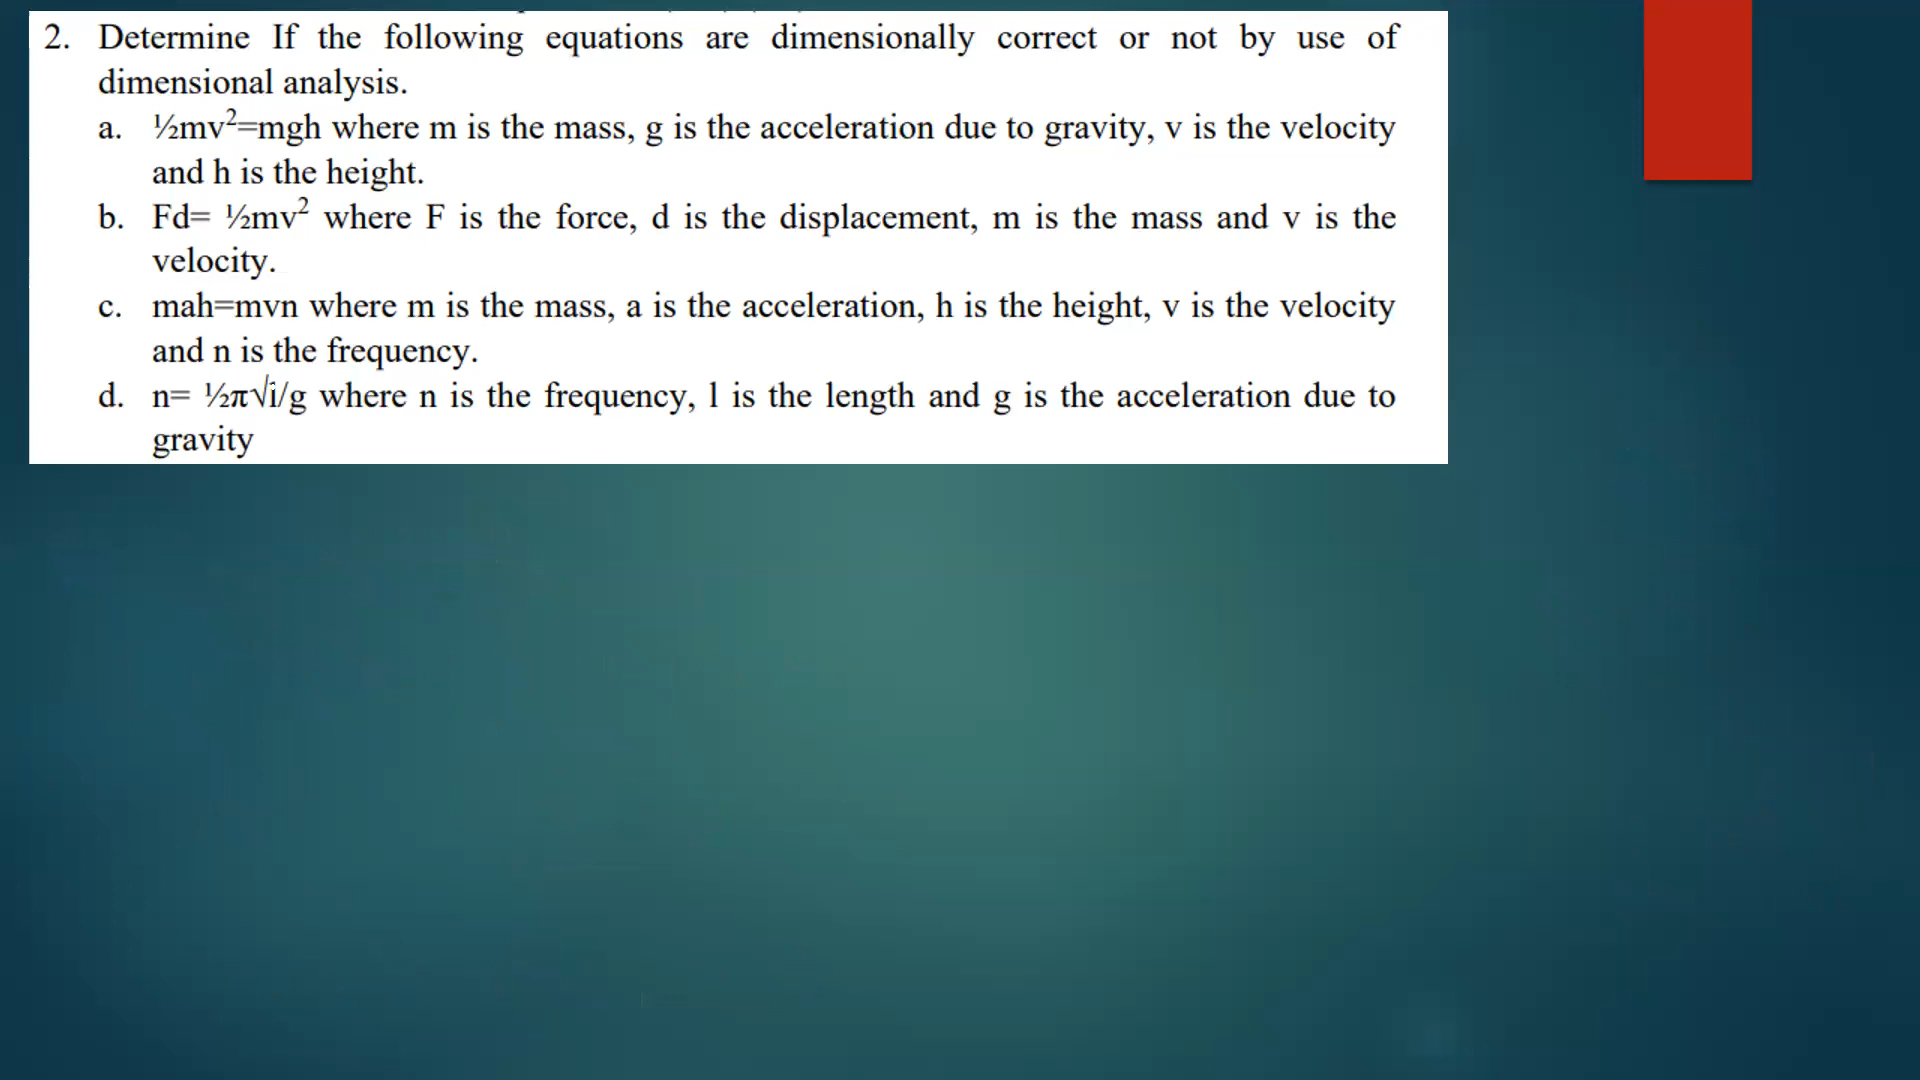 2. Determine If the following equations are dimensionally correct or not by use of
dimensional analysis.
a. ½mv²=mgh where m is the mass, g is the acceleration due to gravity, v is the velocity
and h is the height.
b. Fd= ½mv² where F is the force, d is the displacement, m is the mass and v is the
velocity.
c. mah=mvn where m is the mass, a is the acceleration, h is the height, v is the velocity
and n is the frequency.
d. n= ½π√i/g where n is the frequency, l is the length and g is the acceleration due to
gravity